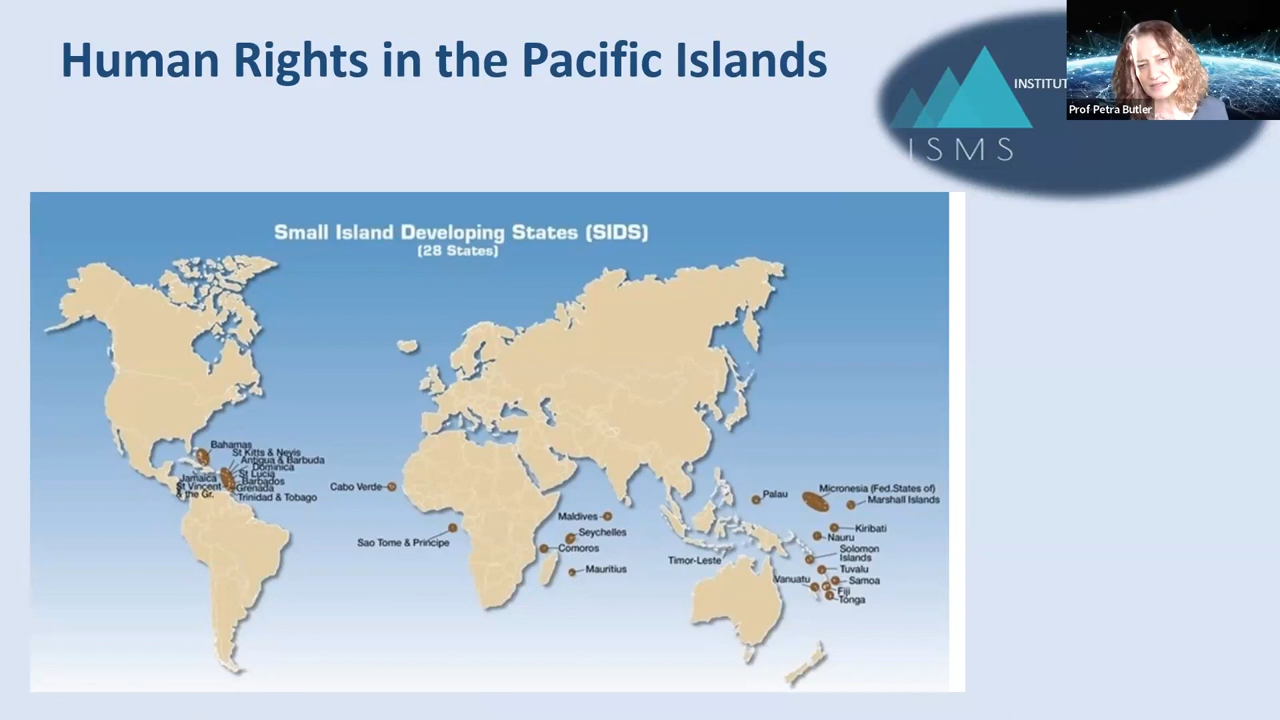 Human Rights in the Pacific Islands
INSTITUT
ISMS
Prof Petra Butler
Small Island Developing States (SIDS)
(28 States)
Bahamas
St Kitts & Nevis
Antigua & Barbuda
Dominica
Jamaica
St Lucia
St Vincent
& the Gr.
Barbados
Grenada
Trinidad & Tobago
Cabo Verde
Sao Tome & Principe
Maldives
Seychelles
Comoros
Mauritius
Timor-Leste
Palau
Micronesia (Fed.States of)
Marshall Islands
Kiribati
Nauru
Solomon
Islands
Tuvalu
Vanuatu
Samoa
Fiji
Tonga